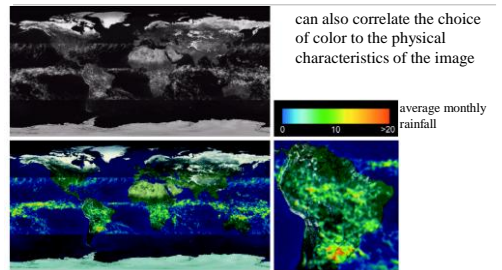 can also correlate the choice
of color to the physical
characteristics of the image
average monthly
rainfall
0 10 >20